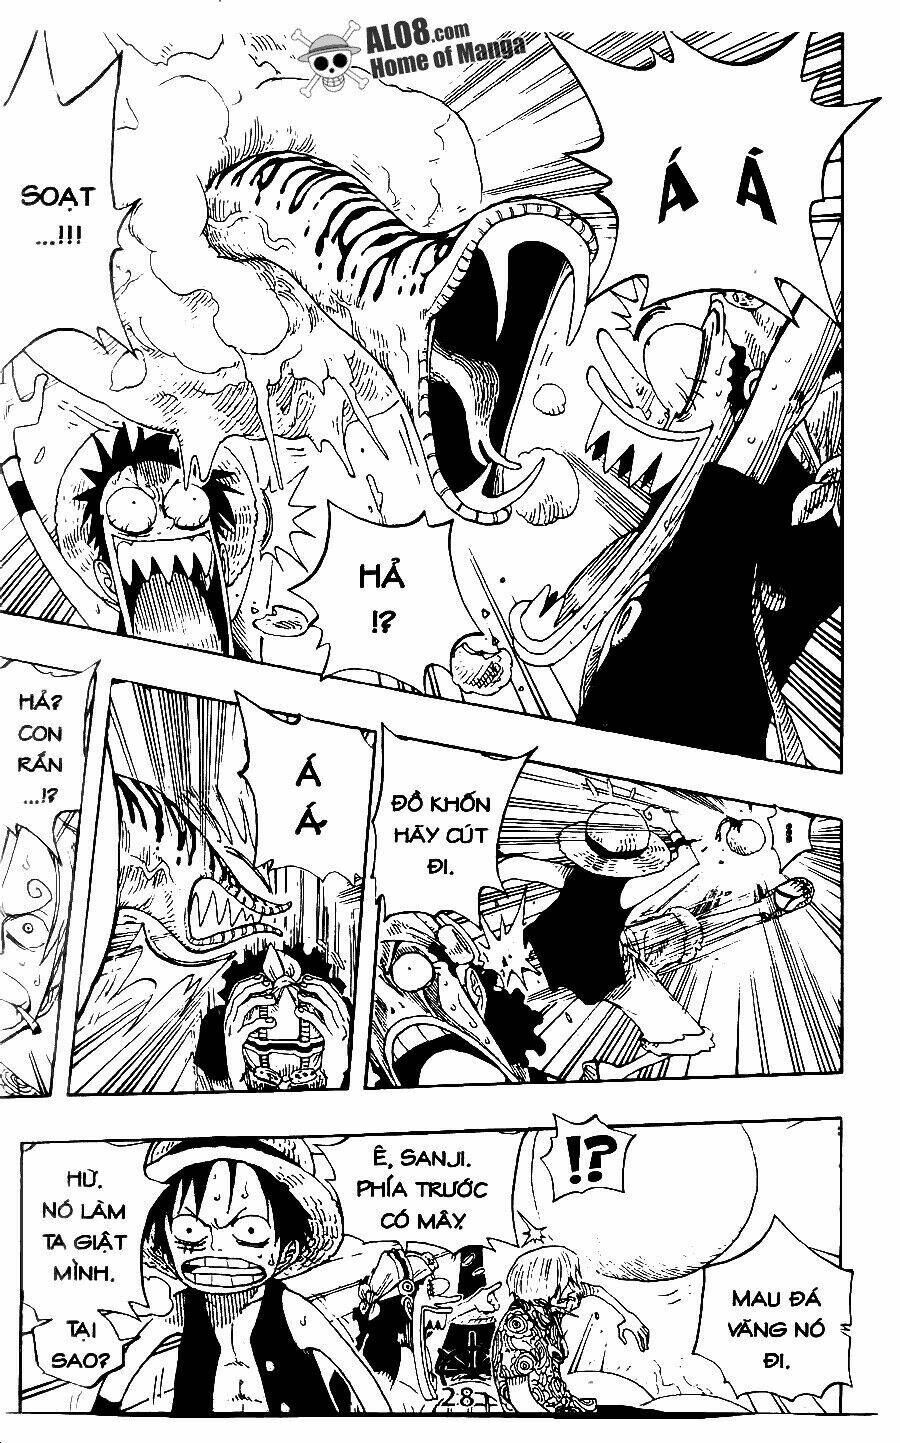 AL08.com
Home of Manga
Á Á
SOẠT
...!!!
HẢ
!?
ĐỒ KHỐN
HÃY CÚT
ĐI.
Á
Á
HẢ?
CON
RẮN
...!?
!?
Ê, SANJI.
PHÍA TRƯỚC
CÓ MÂY.
MAU ĐÁ
VĂNG NÓ
ĐI.
HỪ.
NÓ LÀM
TA GIẬT
MÌNH.
TẠI
SAO?
28